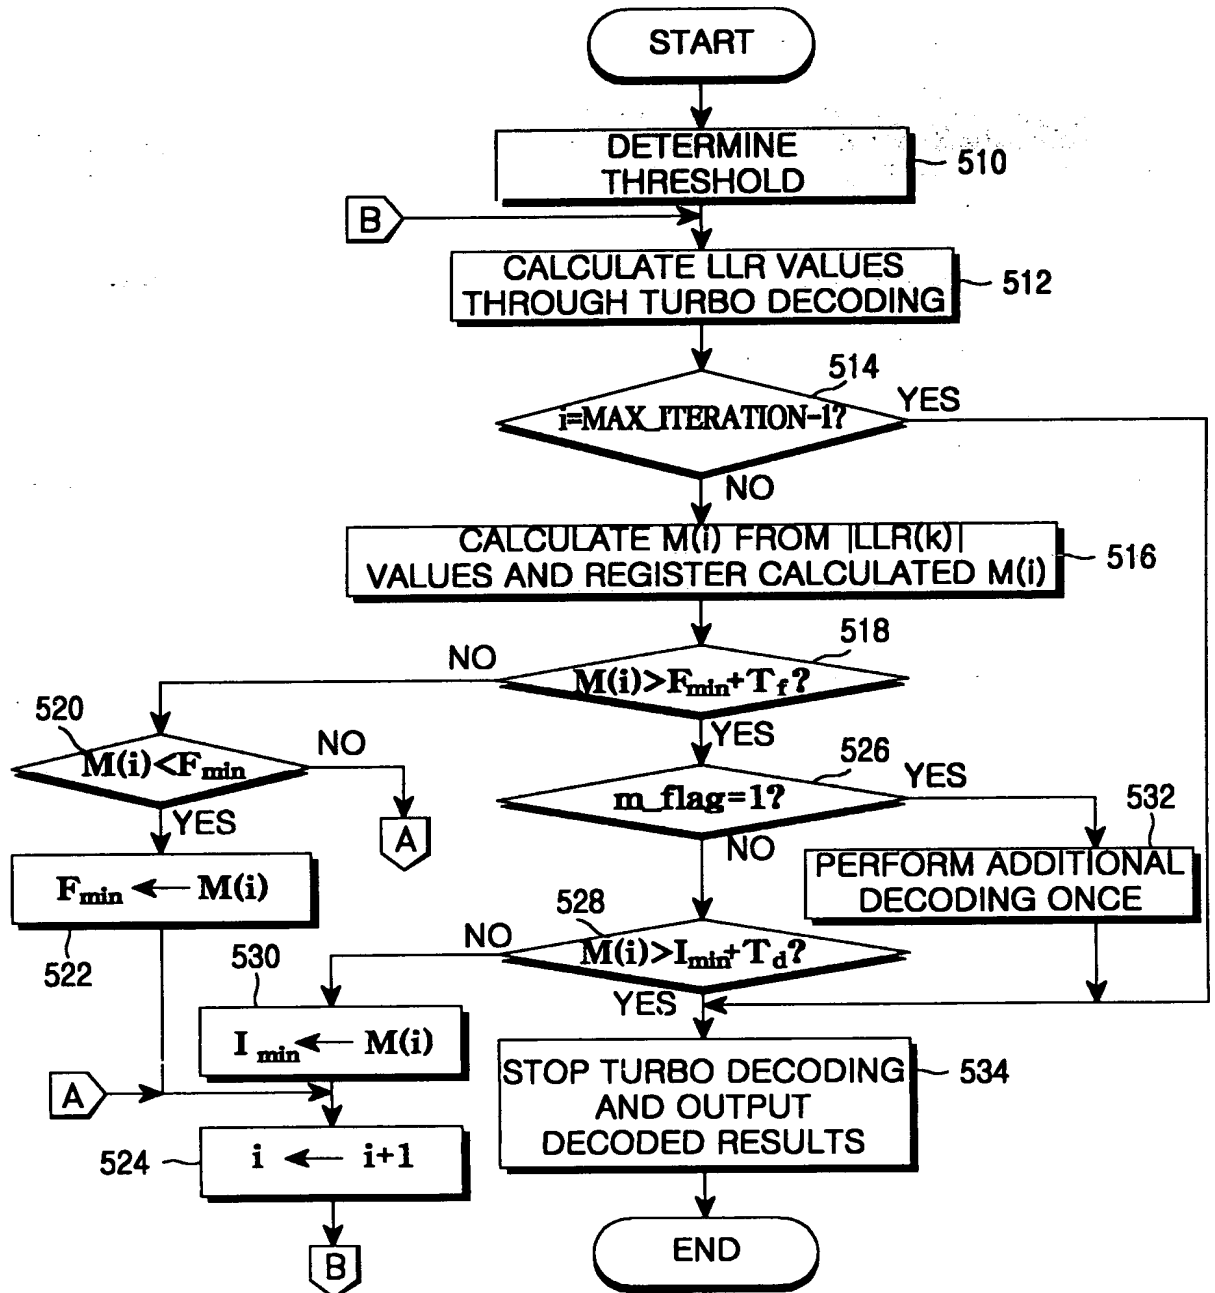 START
DETERMINE
THRESHOLD
510
B
CALCULATE LLR VALUES
THROUGH TURBO DECODING
512
514
i=MAX_ITERATION-1?
YES
NO
CALCULATE M(i) FROM |LLR(k)|
VALUES AND REGISTER CALCULATED M(i)
516
518
NO
M(i)>Fmin+Tf?
YES
520
M(i)<Fmin
NO
YES
A
526
m_flag=1?
YES
NO
532
PERFORM ADDITIONAL
DECODING ONCE
Fmin ← M(i)
522
528
NO
M(i)>Imin+Td?
YES
530
Imin ← M(i)
A
STOP TURBO DECODING
AND OUTPUT
DECODED RESULTS
534
524
i ← i+1
B
END